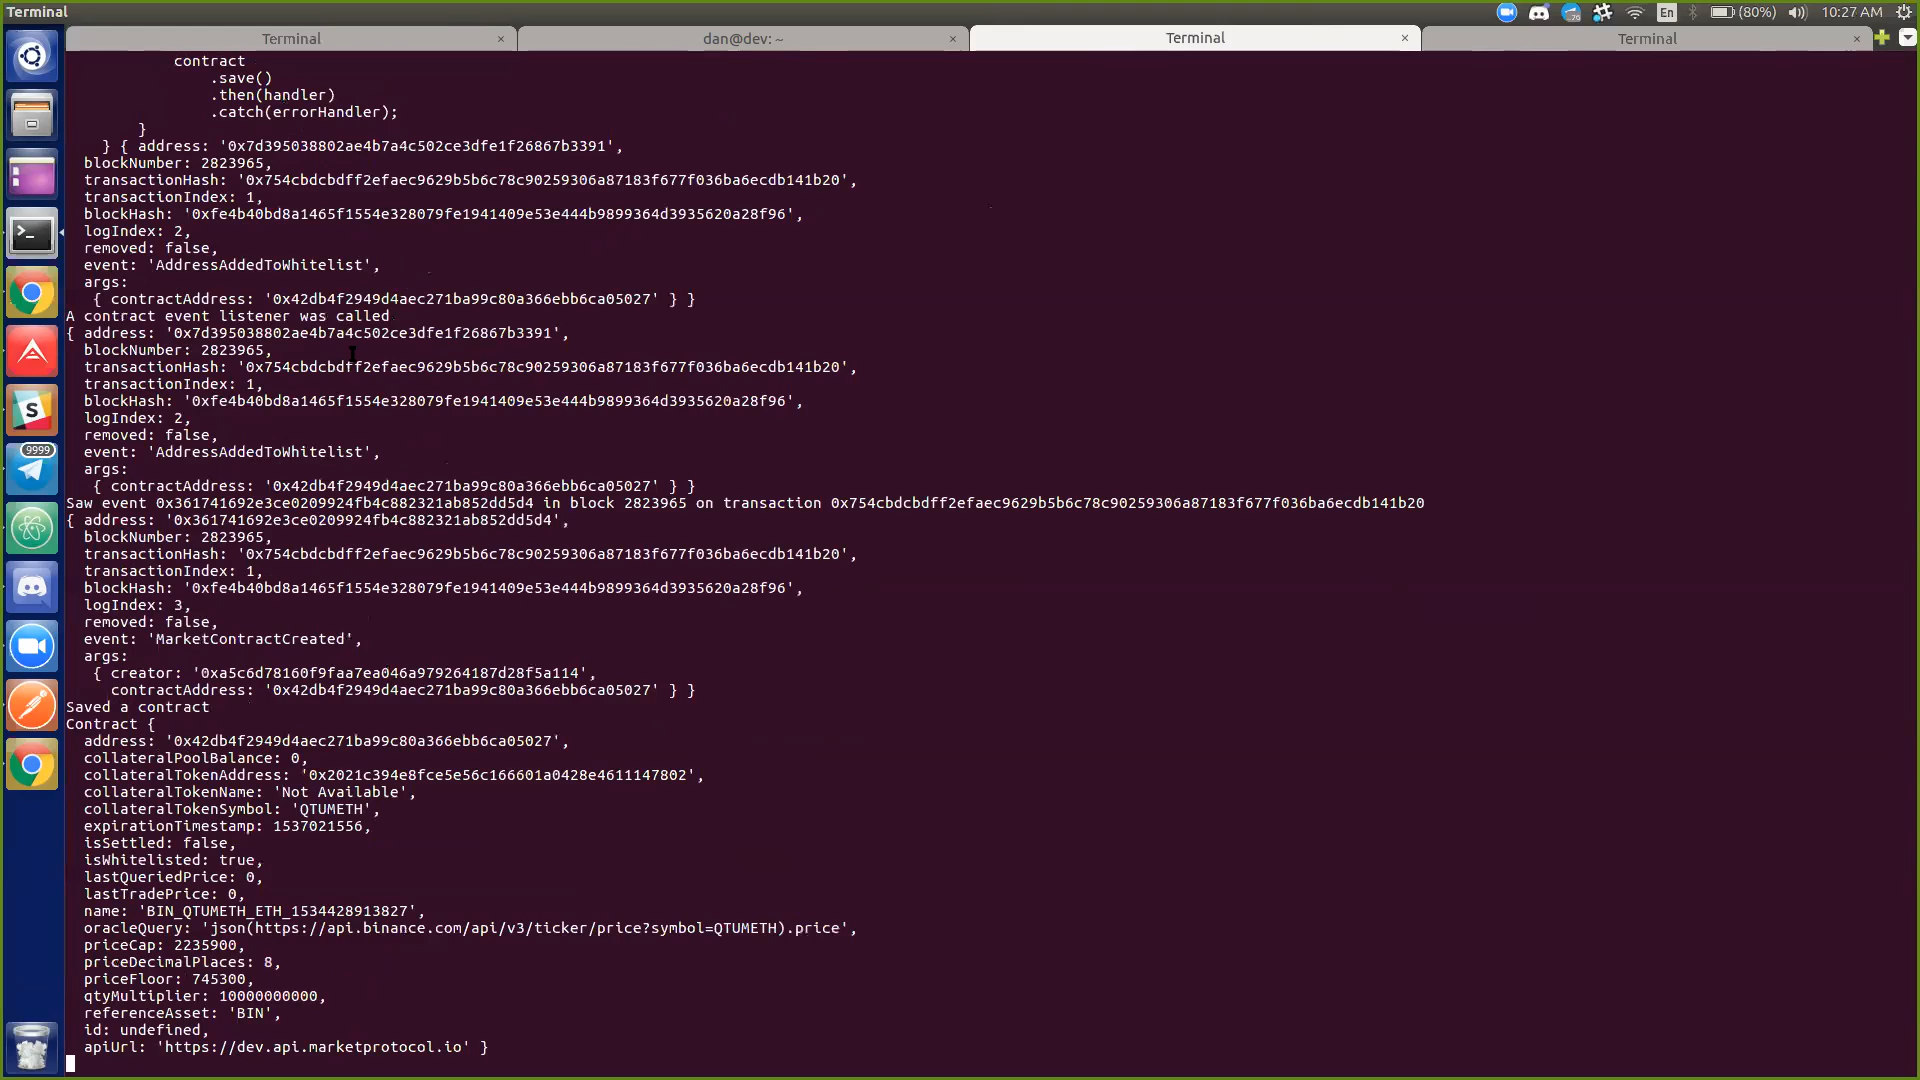 Terminal
En
(80%)
10:27 AM
Terminal
dan@dev: ~
Terminal
Terminal
contract
.save()
.then(handler)
.catch(errorHandler);
}
} { address: '0x7d395038802ae4b7a4c502ce3dfe1f26867b3391',
blockNumber: 2823965,
transactionHash: '0x754cbdcbdff2efaec9629b5b6c78c90259306a87183f677f036ba6ecdb141b20',
transactionIndex: 1,
blockHash: '0xfe4b40bd8a1465f1554e328079fe1941409e53e444b9899364d3935620a28f96',
logIndex: 2,
removed: false,
event: 'AddressAddedToWhitelist',
args:
{ contractAddress: '0x42db4f2949d4aec271ba99c80a366ebb6ca05027' } }
A contract event listener was called
{ address: '0x7d395038802ae4b7a4c502ce3dfe1f26867b3391',
blockNumber: 2823965,
transactionHash: '0x754cbdcbdff2efaec9629b5b6c78c90259306a87183f677f036ba6ecdb141b20',
transactionIndex: 1,
blockHash: '0xfe4b40bd8a1465f1554e328079fe1941409e53e444b9899364d3935620a28f96',
logIndex: 2,
removed: false,
event: 'AddressAddedToWhitelist',
args:
{ contractAddress: '0x42db4f2949d4aec271ba99c80a366ebb6ca05027' } }
Saw event 0x361741692e3ce0209924fb4c882321ab852dd5d4 in block 2823965 on transaction 0x754cbdcbdff2efaec9629b5b6c78c90259306a87183f677f036ba6ecdb141b20
{ address: '0x361741692e3ce0209924fb4c882321ab852dd5d4',
blockNumber: 2823965,
transactionHash: '0x754cbdcbdff2efaec9629b5b6c78c90259306a87183f677f036ba6ecdb141b20',
transactionIndex: 1,
blockHash: '0xfe4b40bd8a1465f1554e328079fe1941409e53e444b9899364d3935620a28f96',
logIndex: 3,
removed: false,
event: 'MarketContractCreated',
args:
{ creator: '0xa5c6d78160f9faa7ea046a979264187d28f5a114',
contractAddress: '0x42db4f2949d4aec271ba99c80a366ebb6ca05027' } }
Saved a contract
Contract {
address: '0x42db4f2949d4aec271ba99c80a366ebb6ca05027',
collateralPoolBalance: 0,
collateralTokenAddress: '0x2021c394e8fce5e56c166601a0428e4611147802',
collateralTokenName: 'Not Available',
collateralTokenSymbol: 'QTUMETH',
expirationTimestamp: 1537021556,
isSettled: false,
isWhitelisted: true,
lastQueriedPrice: 0,
lastTradePrice: 0,
name: 'BIN_QTUMETH_ETH_1534428913827',
oracleQuery: 'json(https://api.binance.com/api/v3/ticker/price?symbol=QTUMETH).price',
priceCap: 2235900,
priceDecimalPlaces: 8,
priceFloor: 745300,
qtyMultiplier: 10000000000,
referenceAsset: 'BIN',
id: undefined,
apiUrl: 'https://dev.api.marketprotocol.io' }
9999
S